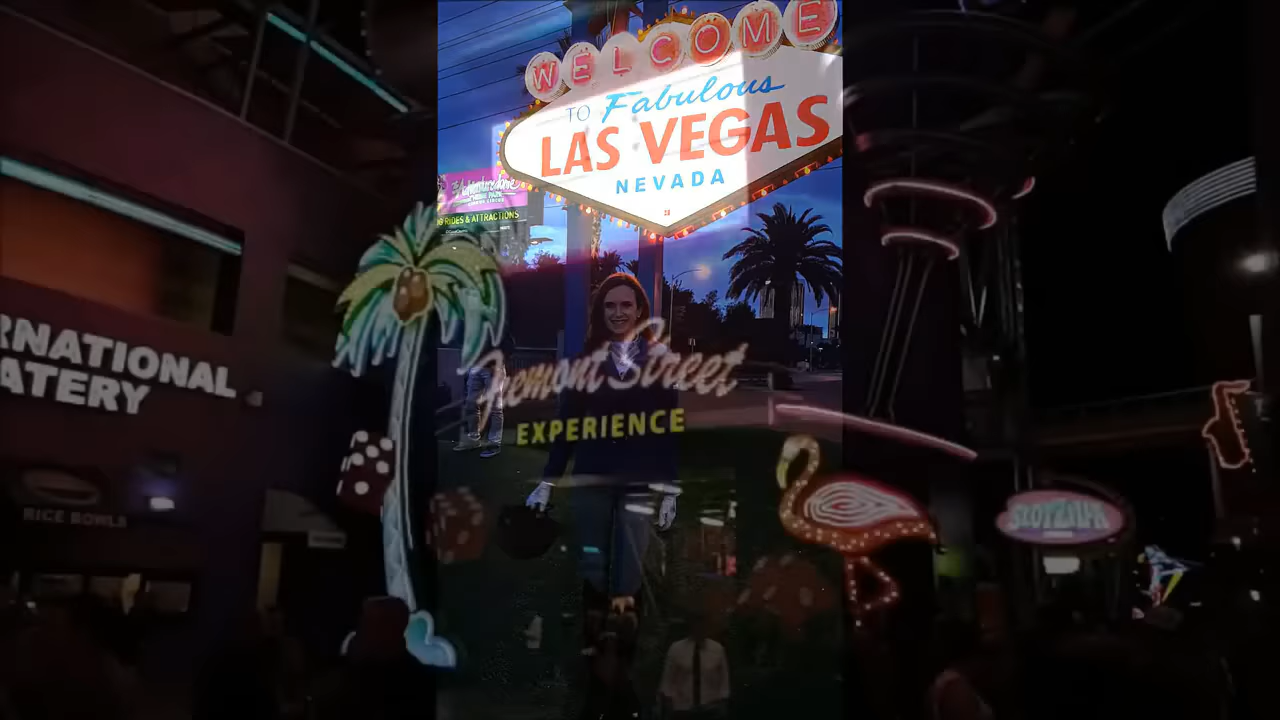 WELCOME
TO Fabulous
LAS VEGAS
NEVADA
RIDES & ATTRACTIONS
RNATIONAL
ATERY
Fremont Street
EXPERIENCE
RICE BOWLS
SLOTZILLA